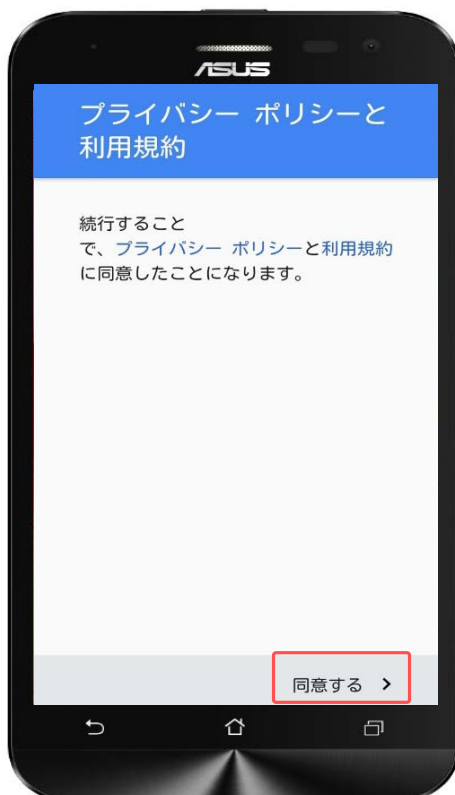 ASUS
プライバシー ポリシーと
利用規約
続行すること
で、プライバシー ポリシーと利用規約
に同意したことになります。
同意する